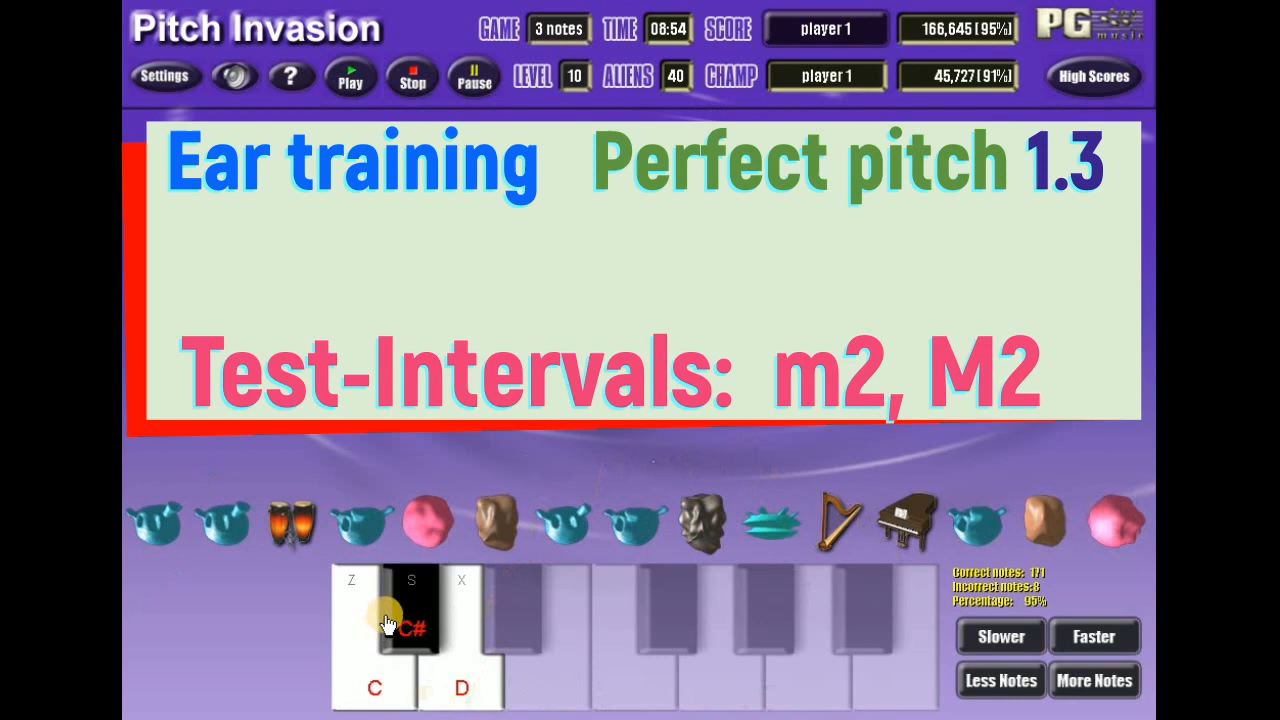 Pitch Invasion GAME 3 notes TIME 08:54 SCORE player 1 166,645 [95%] PG music
Settings ? Play Stop Pause LEVEL 10 ALIENS 40 CHAMP player 1 45,727 [91%] High Scores
Ear training Perfect pitch 1.3
Test-Intervals: m2, M2
Z S X
C#
C D
Correct notes: 171
Incorrect notes:8
Percentage: 95%
Slower Faster
Less Notes More Notes